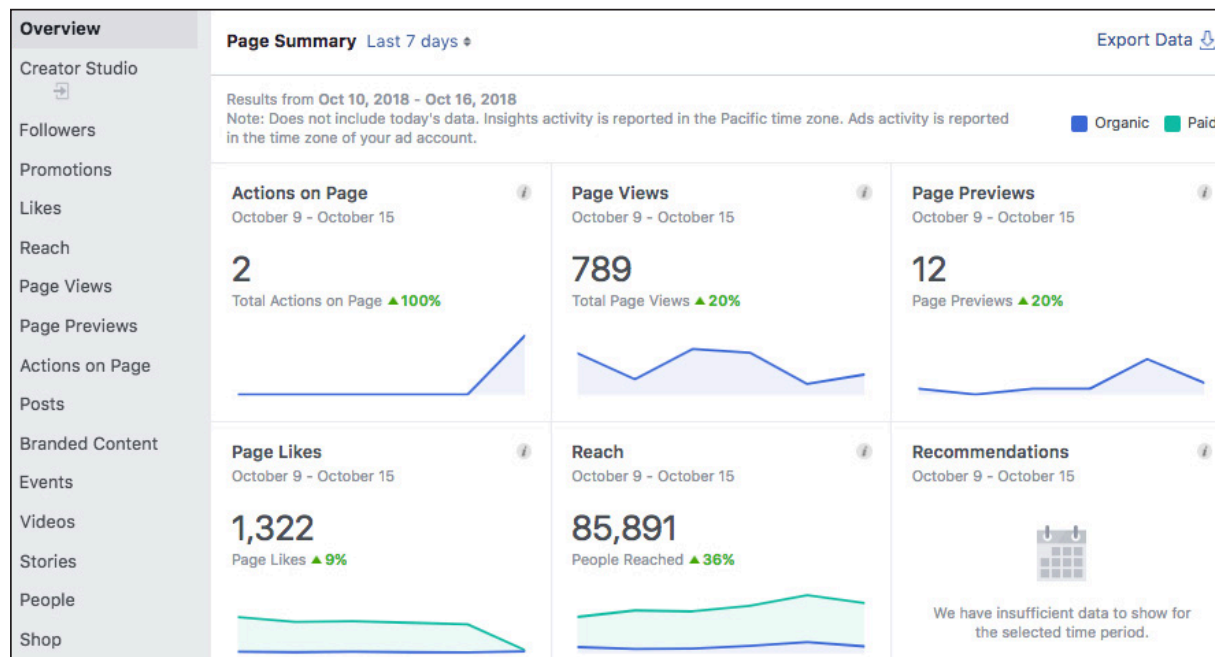 Overview
Creator Studio
Followers
Promotions
Likes
Reach
Page Views
Page Previews
Actions on Page
Posts
Branded Content
Events
Videos
Stories
People
Shop
Page Summary Last 7 days
Export Data
Results from Oct 10, 2018 - Oct 16, 2018
Note: Does not include today's data. Insights activity is reported in the Pacific time zone. Ads activity is reported
in the time zone of your ad account.
Organic Paid
Actions on Page
October 9 - October 15
2
Total Actions on Page ▲100%
Page Views
October 9 - October 15
789
Total Page Views ▲20%
Page Previews
October 9 - October 15
12
Page Previews ▲20%
Page Likes
October 9 - October 15
1,322
Page Likes ▲9%
Reach
October 9 - October 15
85,891
People Reached ▲36%
Recommendations
October 9 - October 15
We have insufficient data to show for
the selected time period.